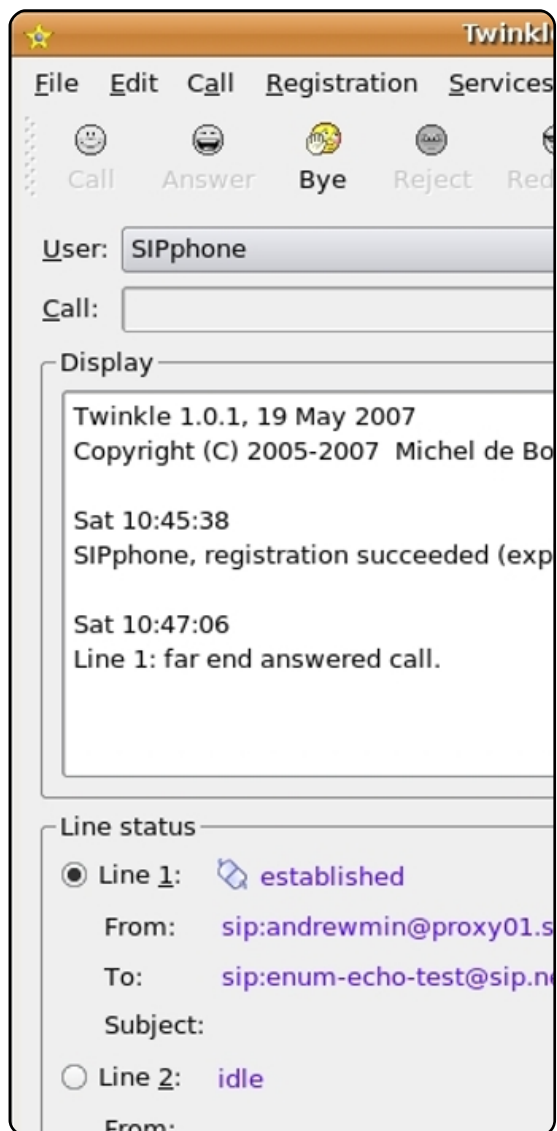 Twinkl
File Edit Call Registration Services
Call Answer Bye Reject Red
User: SIPphone
Call:
Display
Twinkle 1.0.1, 19 May 2007
Copyright (C) 2005-2007 Michel de Bo
Sat 10:45:38
SIPphone, registration succeeded (exp
Sat 10:47:06
Line 1: far end answered call.
Line status
Line 1: established
From: sip:andrewmin@proxy01.s
To: sip:enum-echo-test@sip.ne
Subject:
Line 2: idle
From: